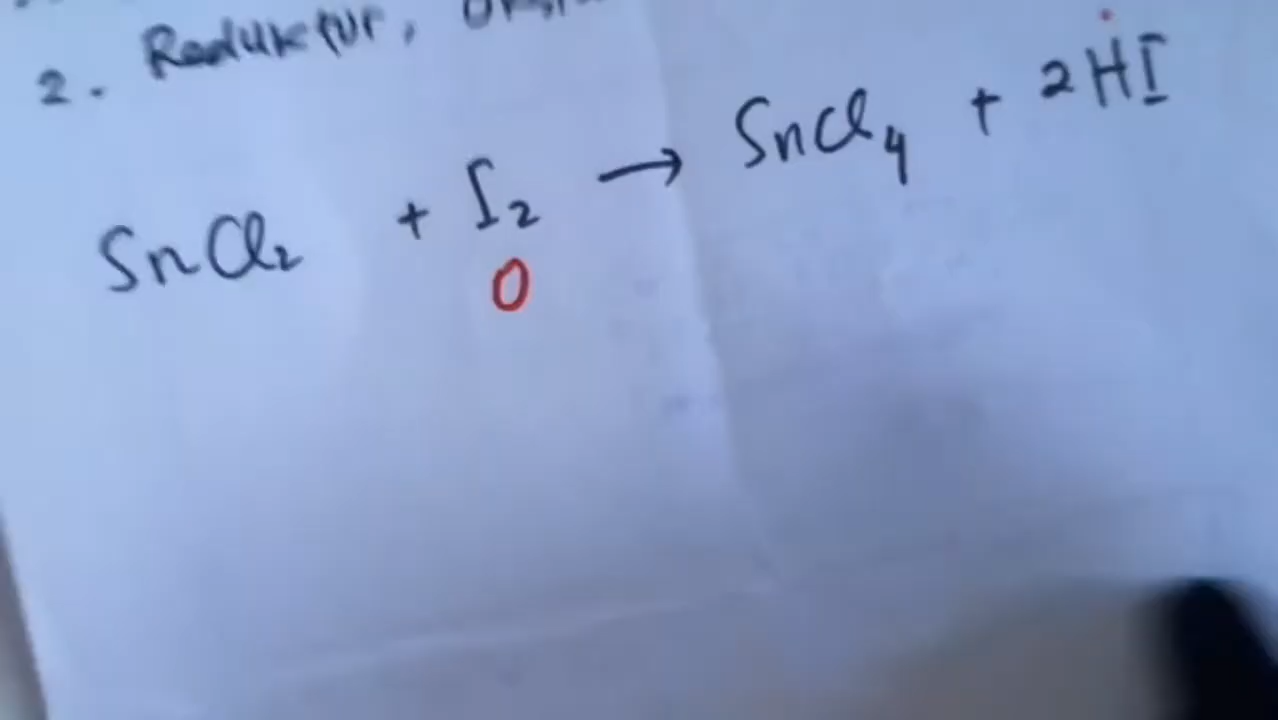 2. Reduktor,
SnCl₂ + I₂ → SnCl₄ + 2HI
0